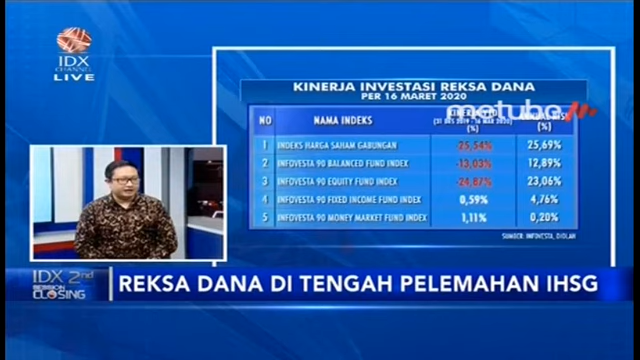 IDX
CHANNEL
LIVE
KINERJA INVESTASI REKSA DANA
PER 16 MARET 2020
NO NAMA INDEKS (%) (%)
metube
1 INDEKS HARGA SAHAM GABUNGAN -25,54% 25,69%
2 INFOVESTA 90 BALANCED FUND INDEX -13,03% 12,89%
3 INFOVESTA 90 EQUITY FUND INDEX -24,87% 23,06%
4 INFOVESTA 90 FIXED INCOME FUND INDEX 0,59% 4,76%
5 INFOVESTA 90 MONEY MARKET FUND INDEX 1,11% 0,20%
SUMBER: INFOVESTA, DIOLAH
IDX 2nd
SESSION
CLOSING
REKSA DANA DI TENGAH PELEMAHAN IHSG